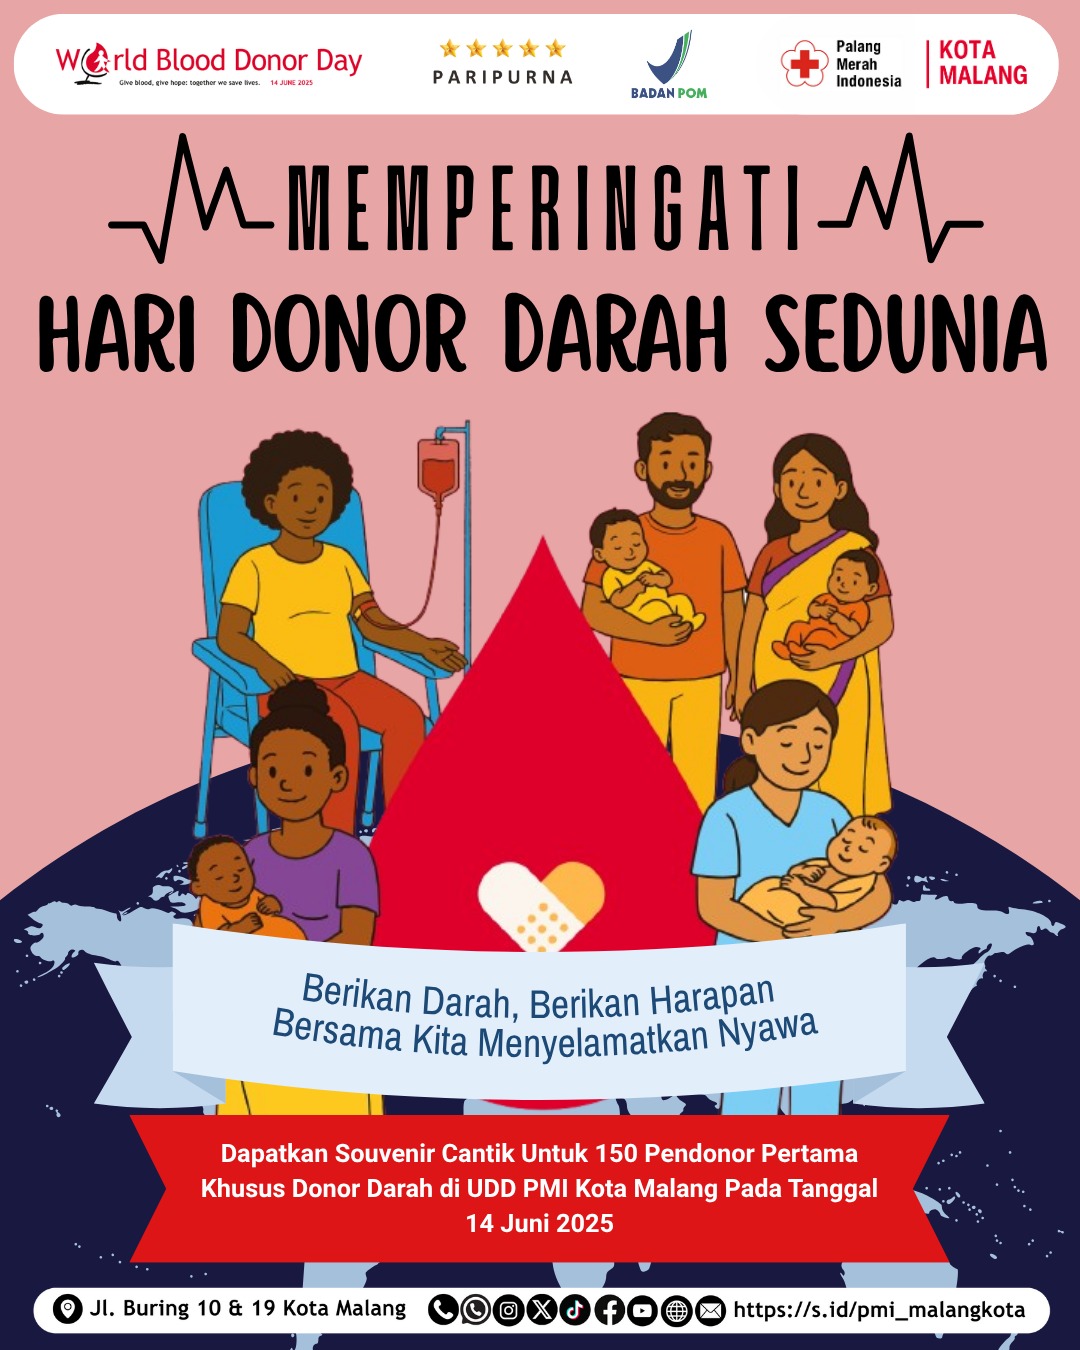 World Blood Donor Day
Give blood, give hope: together we save lives. 14 JUNE 2025
PARIPURNA
BADAN POM
Palang
Merah
Indonesia
KOTA
MALANG
MEMPERINGATI
HARI DONOR DARAH SEDUNIA
Berikan Darah, Berikan Harapan
Bersama Kita Menyelamatkan Nyawa
Dapatkan Souvenir Cantik Untuk 150 Pendonor Pertama
Khusus Donor Darah di UDD PMI Kota Malang Pada Tanggal
14 Juni 2025
Jl. Buring 10 & 19 Kota Malang https://s.id/pmi_malangkota